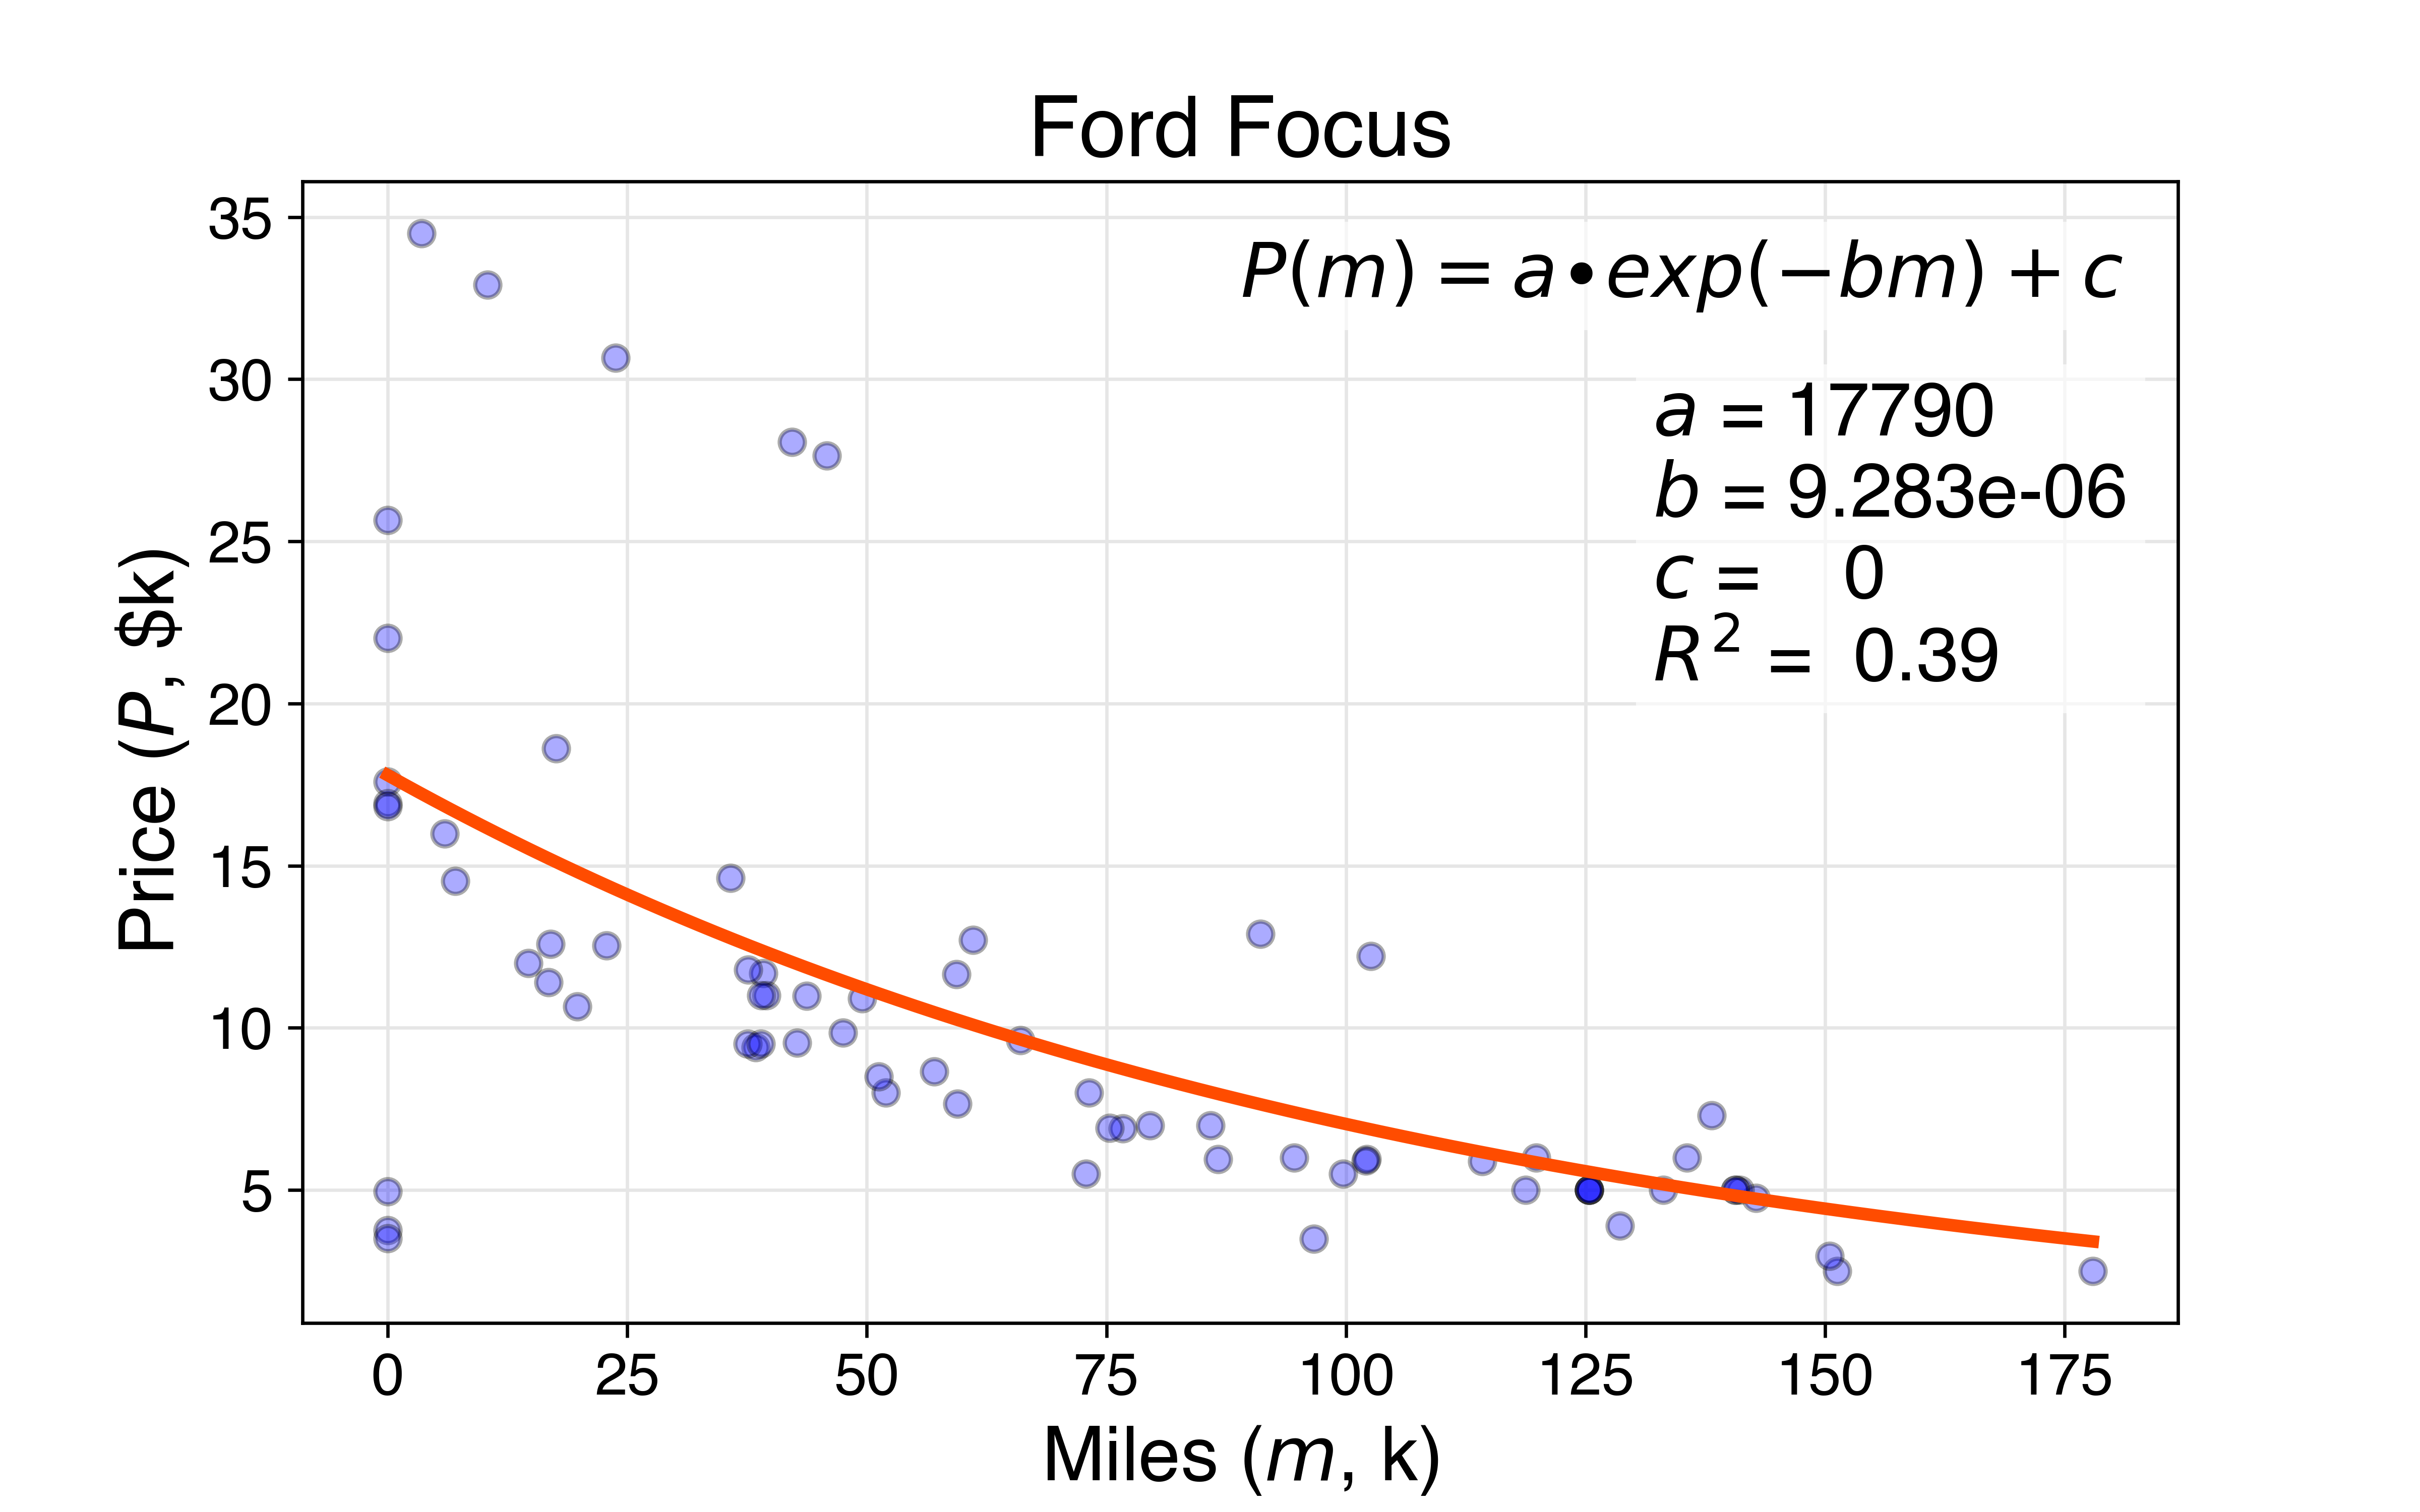 Ford Focus
P(m) = a•exp(−bm) + c
a = 17790
b = 9.283e-06
c = 0
R² = 0.39
Price (P, $k)
35
30
25
20
15
10
5
0 25 50 75 100 125 150 175
Miles (m, k)